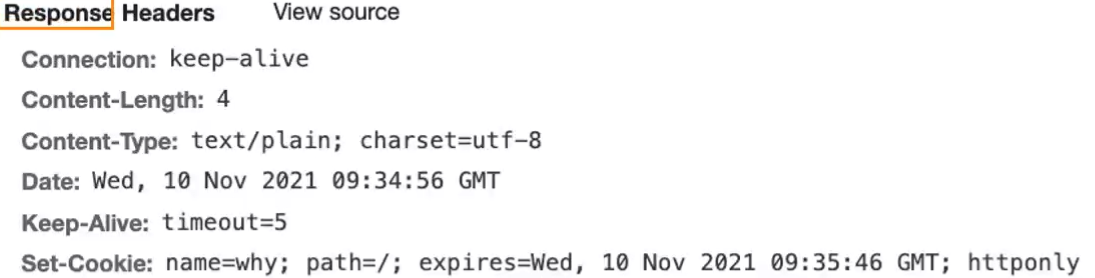 Response Headers View source
Connection: keep-alive
Content-Length: 4
Content-Type: text/plain; charset=utf-8
Date: Wed, 10 Nov 2021 09:34:56 GMT
Keep-Alive: timeout=5
Set-Cookie: name=why; path=/; expires=Wed, 10 Nov 2021 09:35:46 GMT; httponly